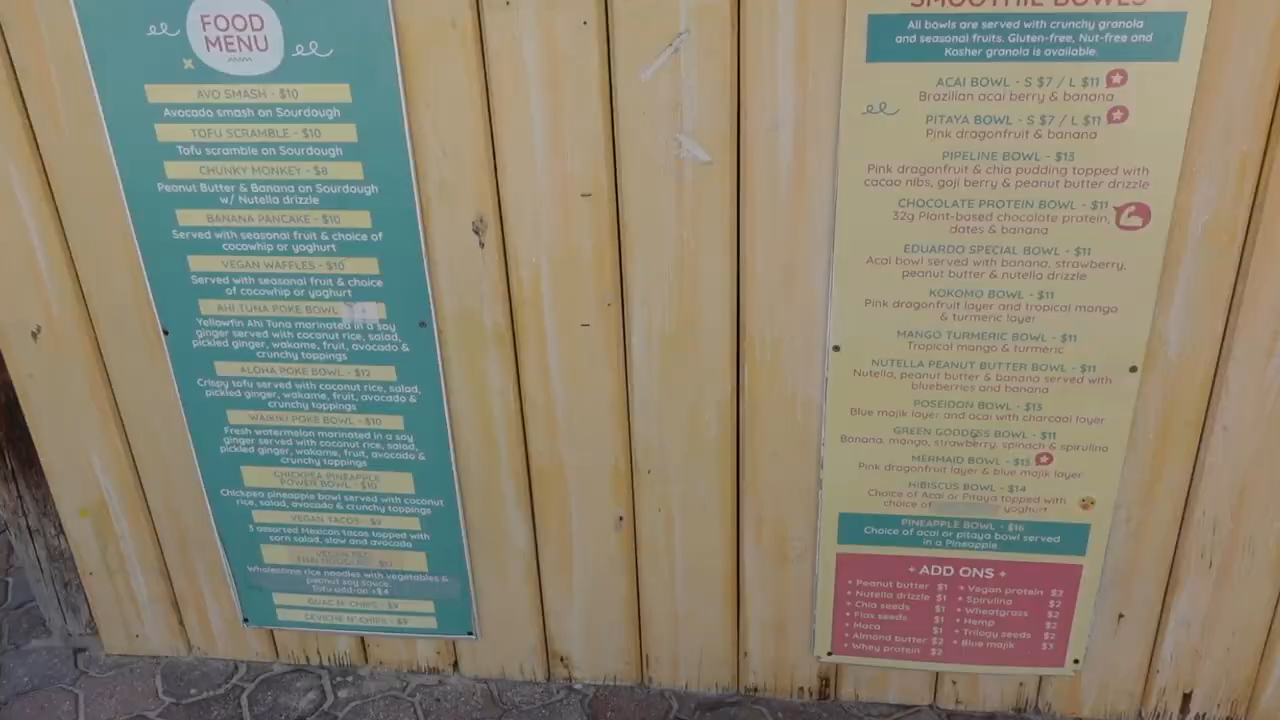 FOOD
MENU
AVO SMASH - $10
Avocado smash on Sourdough
TOFU SCRAMBLE - $10
Tofu scramble on Sourdough
CHUNKY MONKEY - $8
Peanut Butter & Banana on Sourdough
w/ Nutella drizzle
BANANA PANCAKE - $10
Served with seasonal fruit & choice of
cocowhip or yoghurt
VEGAN WAFFLES - $10
Served with seasonal fruit & choice
of cocowhip or yoghurt
AHI TUNA POKE BOWL
Yellowfin Ahi Tuna marinated in a soy
ginger served with coconut rice, salad,
pickled ginger, wakame, fruit, avocado &
crunchy toppings
ALOHA POKE BOWL - $12
Crispy tofu served with coconut rice, salad,
pickled ginger, wakame, fruit, avocado &
crunchy toppings
WAIKIKI POKE BOWL - $10
Fresh watermelon marinated in a soy
ginger served with coconut rice, salad,
pickled ginger, wakame, fruit, avocado &
crunchy toppings
CHICKPEA PINEAPPLE
POWER BOWL - $10
Chickpea pineapple bowl served with coconut
rice, salad, avocado & crunchy toppings
VEGAN TACOS - $9
3 assorted Mexican tacos topped with
corn salad, slaw and avocado
VEGAN
THAI NOODLES
Wholesome rice noodles with vegetables &
peanut soy sauce.
Tofu add-on +$4
GUAC N' CHIPS - $9
CEVICHE N' CHIPS - $9
SMOOTHIE BOWLS
All bowls are served with crunchy granola
and seasonal fruits. Gluten-free, Nut-free and
Kosher granola is available.
ACAI BOWL - S $7 / L $11
Brazilian acai berry & banana
PITAYA BOWL - S $7 / L $11
Pink dragonfruit & banana
PIPELINE BOWL - $13
Pink dragonfruit & chia pudding topped with
cacao nibs, goji berry & peanut butter drizzle
CHOCOLATE PROTEIN BOWL - $11
32g Plant-based chocolate protein,
dates & banana
EDUARDO SPECIAL BOWL - $11
Acai bowl served with banana, strawberry,
peanut butter & nutella drizzle
KOKOMO BOWL - $11
Pink dragonfruit layer and tropical mango
& turmeric layer
MANGO TURMERIC BOWL - $11
Tropical mango & turmeric
NUTELLA PEANUT BUTTER BOWL - $11
Nutella, peanut butter & banana served with
blueberries and banana
POSEIDON BOWL - $13
Blue majik layer and acai with charcoal layer
GREEN GODDESS BOWL - $11
Banana, mango, strawberry, spinach & spirulina
MERMAID BOWL - $13
Pink dragonfruit layer & blue majik layer
HIBISCUS BOWL - $14
Choice of Acai or Pitaya topped with
choice of yoghurt
PINEAPPLE BOWL - $16
Choice of acai or pitaya bowl served
in a Pineapple
+ ADD ONS +
• Peanut butter $1
• Nutella drizzle $1
• Chia seeds $1
• Flax seeds $1
• Maca $1
• Almond butter $2
• Whey protein $2
• Vegan protein $2
• Spirulina $2
• Wheatgrass $2
• Hemp $2
• Trilogy seeds $2
• Blue majik $3